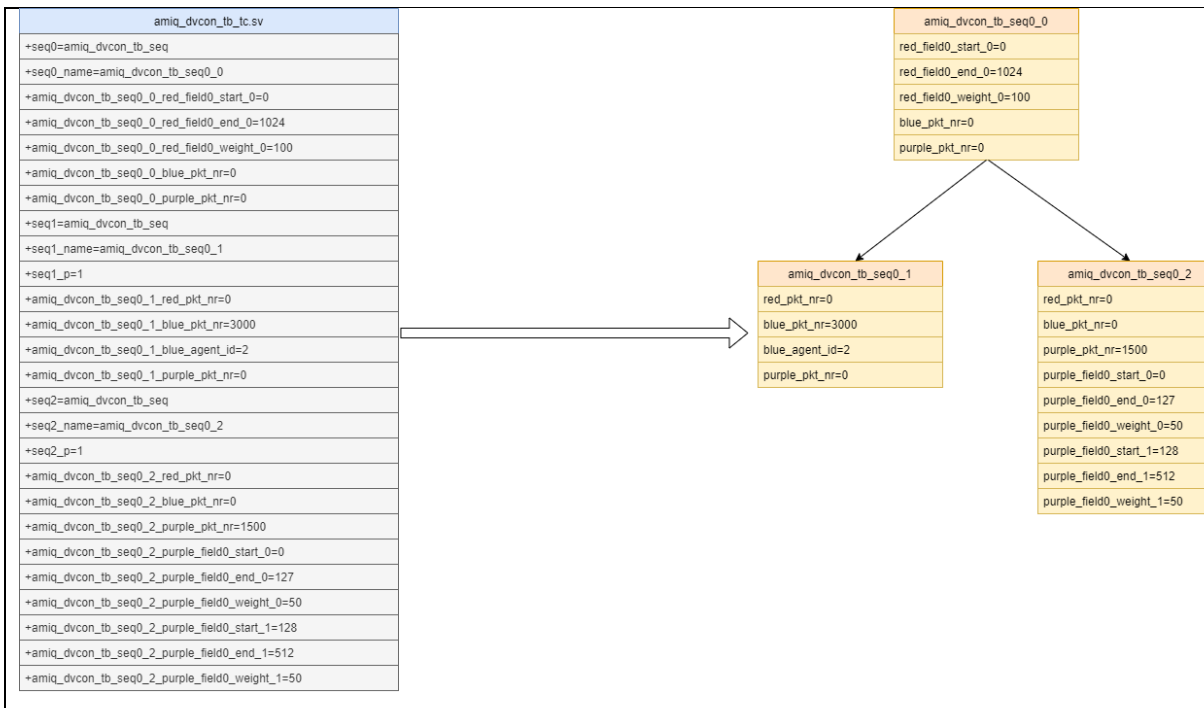 amiq_dvcon_tb_tc.sv
+seq0=amiq_dvcon_tb_seq
+seq0_name=amiq_dvcon_tb_seq0_0
+amiq_dvcon_tb_seq0_0_red_field0_start_0=0
+amiq_dvcon_tb_seq0_0_red_field0_end_0=1024
+amiq_dvcon_tb_seq0_0_red_field0_weight_0=100
+amiq_dvcon_tb_seq0_0_blue_pkt_nr=0
+amiq_dvcon_tb_seq0_0_purple_pkt_nr=0
+seq1=amiq_dvcon_tb_seq
+seq1_name=amiq_dvcon_tb_seq0_1
+seq1_p=1
+amiq_dvcon_tb_seq0_1_red_pkt_nr=0
+amiq_dvcon_tb_seq0_1_blue_pkt_nr=3000
+amiq_dvcon_tb_seq0_1_blue_agent_id=2
+amiq_dvcon_tb_seq0_1_purple_pkt_nr=0
+seq2=amiq_dvcon_tb_seq
+seq2_name=amiq_dvcon_tb_seq0_2
+seq2_p=1
+amiq_dvcon_tb_seq0_2_red_pkt_nr=0
+amiq_dvcon_tb_seq0_2_blue_pkt_nr=0
+amiq_dvcon_tb_seq0_2_purple_pkt_nr=1500
+amiq_dvcon_tb_seq0_2_purple_field0_start_0=0
+amiq_dvcon_tb_seq0_2_purple_field0_end_0=127
+amiq_dvcon_tb_seq0_2_purple_field0_weight_0=50
+amiq_dvcon_tb_seq0_2_purple_field0_start_1=128
+amiq_dvcon_tb_seq0_2_purple_field0_end_1=512
+amiq_dvcon_tb_seq0_2_purple_field0_weight_1=50
amiq_dvcon_tb_seq0_0
red_field0_start_0=0
red_field0_end_0=1024
red_field0_weight_0=100
blue_pkt_nr=0
purple_pkt_nr=0
amiq_dvcon_tb_seq0_1
red_pkt_nr=0
blue_pkt_nr=3000
blue_agent_id=2
purple_pkt_nr=0
amiq_dvcon_tb_seq0_2
red_pkt_nr=0
blue_pkt_nr=0
purple_pkt_nr=1500
purple_field0_start_0=0
purple_field0_end_0=127
purple_field0_weight_0=50
purple_field0_start_1=128
purple_field0_end_1=512
purple_field0_weight_1=50